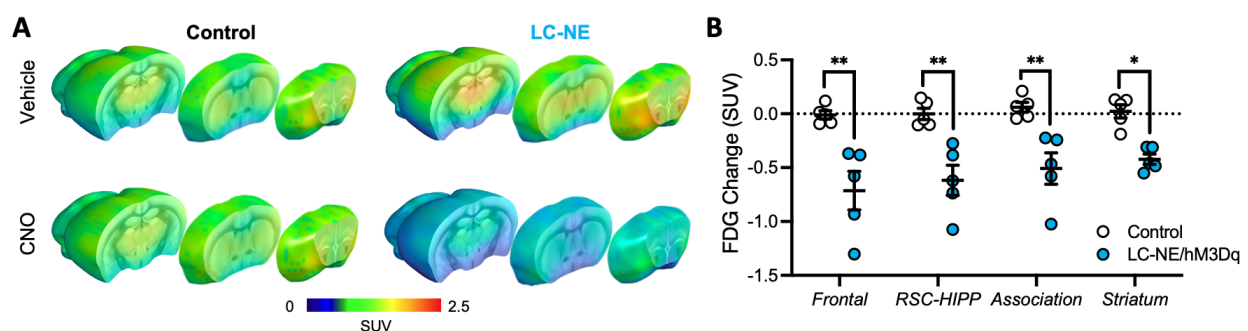 A
Control
LC-NE
Vehicle
CNO
0
2.5
SUV
B
FDG Change (SUV)
0.5
0.0
-0.5
-1.0
-1.5
**
**
**
*
Control
LC-NE/hM3Dq
Frontal
RSC-HIPP
Association
Striatum